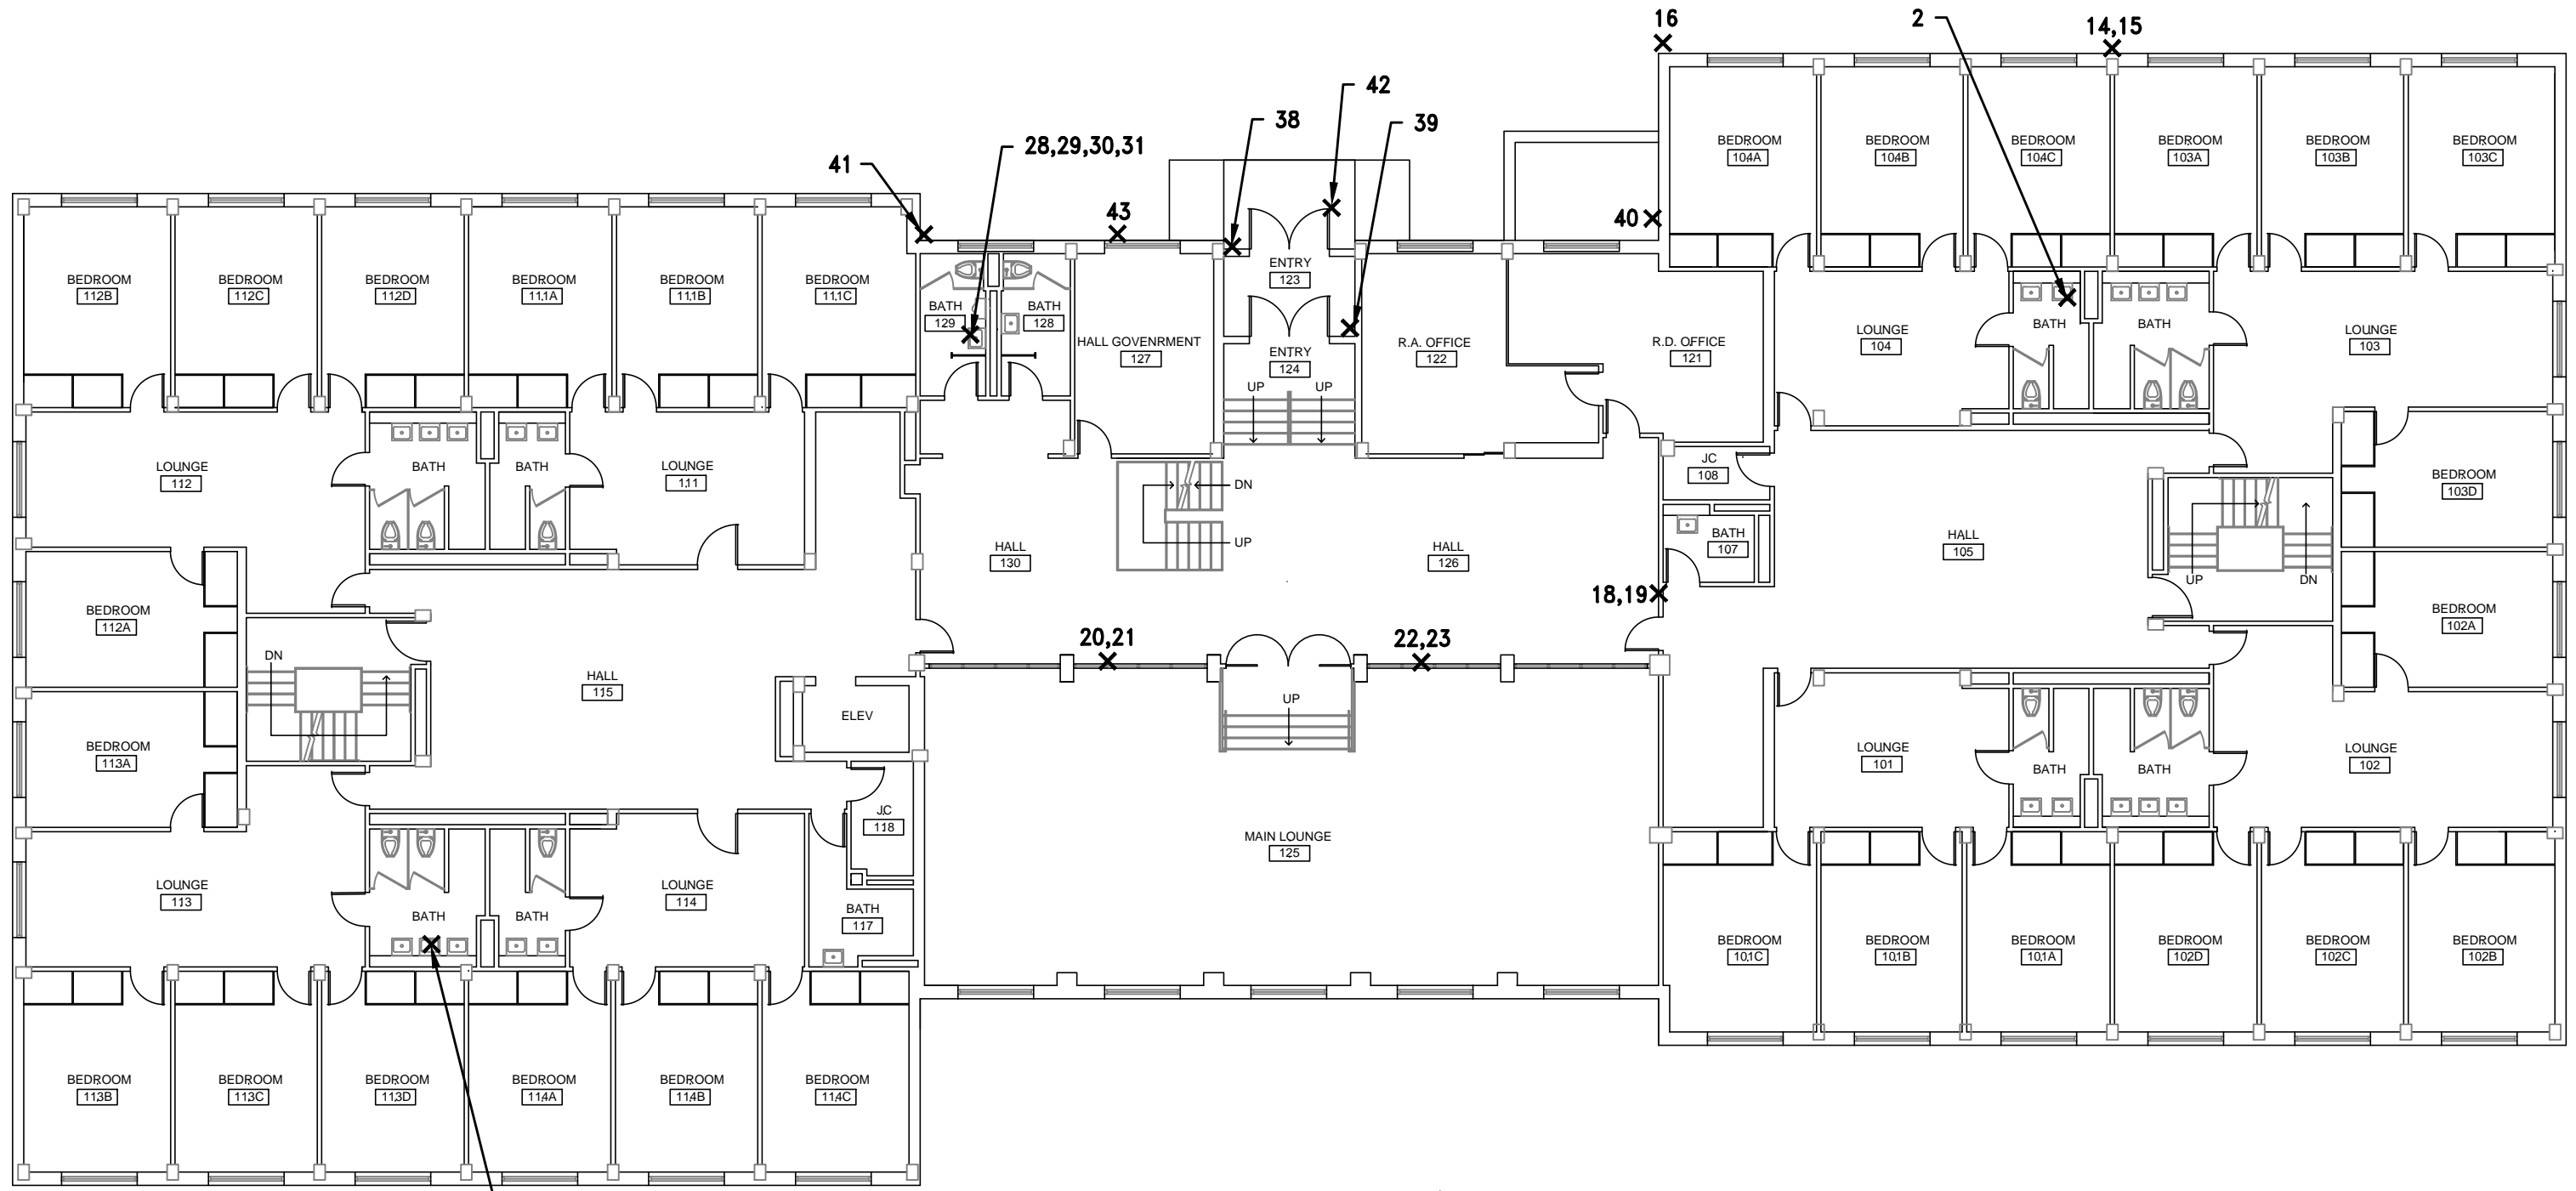 16
2
14,15
42
38
39
28,29,30,31
41
43
40
BEDROOM
104A
BEDROOM
104B
BEDROOM
104C
BEDROOM
103A
BEDROOM
103B
BEDROOM
103C
BEDROOM
112B
BEDROOM
112C
BEDROOM
112D
BEDROOM
111A
BEDROOM
111B
BEDROOM
111C
BATH
129
BATH
128
HALL GOVENRMENT
127
ENTRY
123
ENTRY
124
UP
UP
R.A. OFFICE
122
R.D. OFFICE
121
LOUNGE
104
BATH
BATH
LOUNGE
103
LOUNGE
112
BATH
BATH
LOUNGE
111
DN
UP
HALL
130
HALL
126
JC
108
BATH
107
HALL
105
UP
DN
BEDROOM
103D
BEDROOM
102A
18,19
20,21
22,23
BEDROOM
112A
BEDROOM
113A
DN
HALL
115
ELEV
UP
JC
118
MAIN LOUNGE
125
LOUNGE
101
BATH
BATH
LOUNGE
102
LOUNGE
113
BATH
BATH
LOUNGE
114
BATH
117
BEDROOM
101C
BEDROOM
101B
BEDROOM
101A
BEDROOM
102D
BEDROOM
102C
BEDROOM
102B
BEDROOM
113B
BEDROOM
113C
BEDROOM
113D
BEDROOM
114A
BEDROOM
114B
BEDROOM
114C